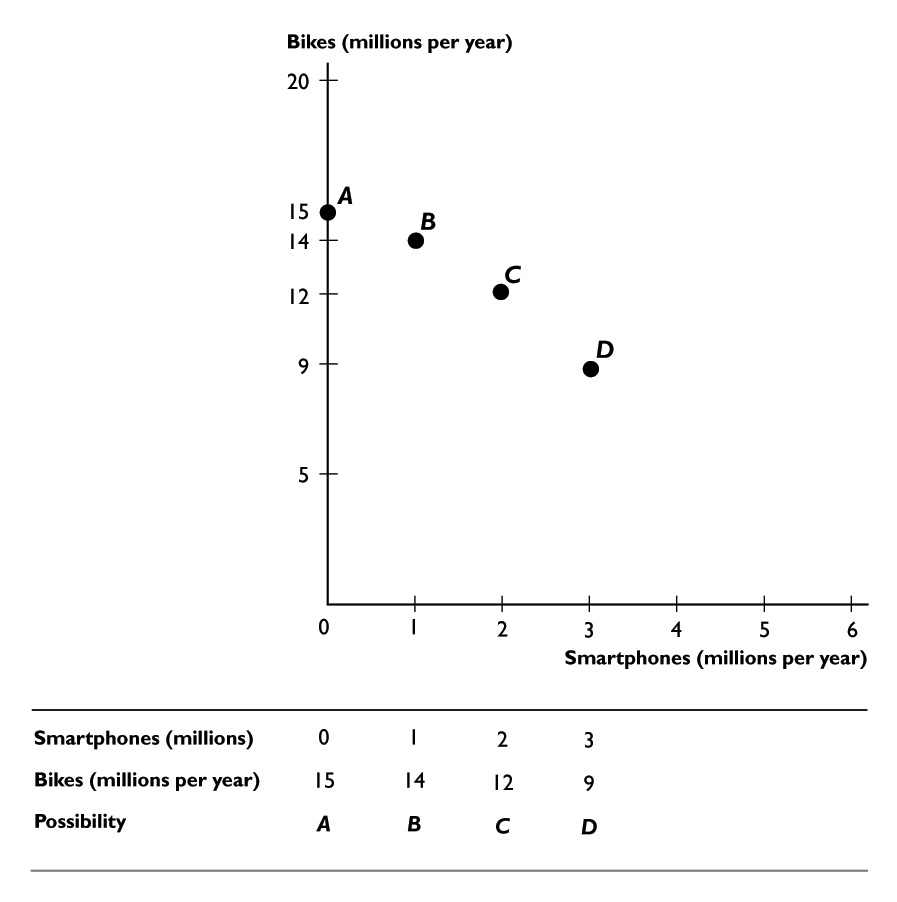 Bikes (millions per year)
20
A
15
B
14
C
12
D
9
5
0 1 2 3 4 5 6
Smartphones (millions per year)
Smartphones (millions) 0 1 2 3
Bikes (millions per year) 15 14 12 9
Possibility A B C D